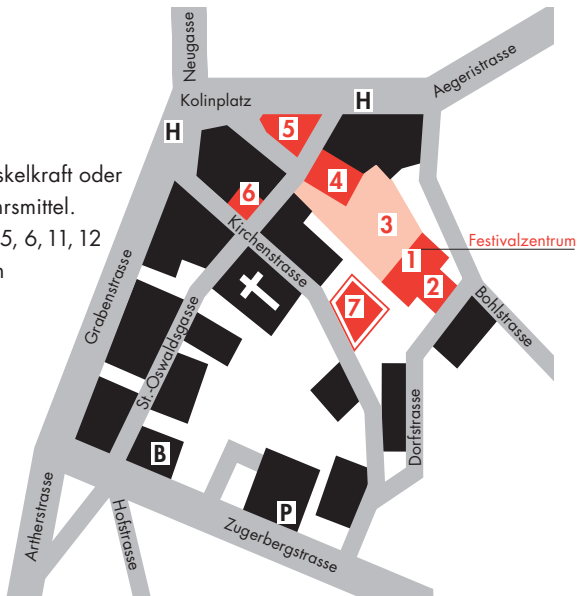 Neugasse
Kolinplatz
Aegeristrasse
H
H
5
skelkraft oder
hrsmittel.
5, 6, 11, 12
n
4
6
3
Kirchenstrasse
Festivalzentrum
1
2
7
Grabenstrasse
St.-Oswaldsgasse
Bohlstrasse
Dorfstrasse
B
P
Artherstrasse
Hofstrasse
Zugerbergstrasse